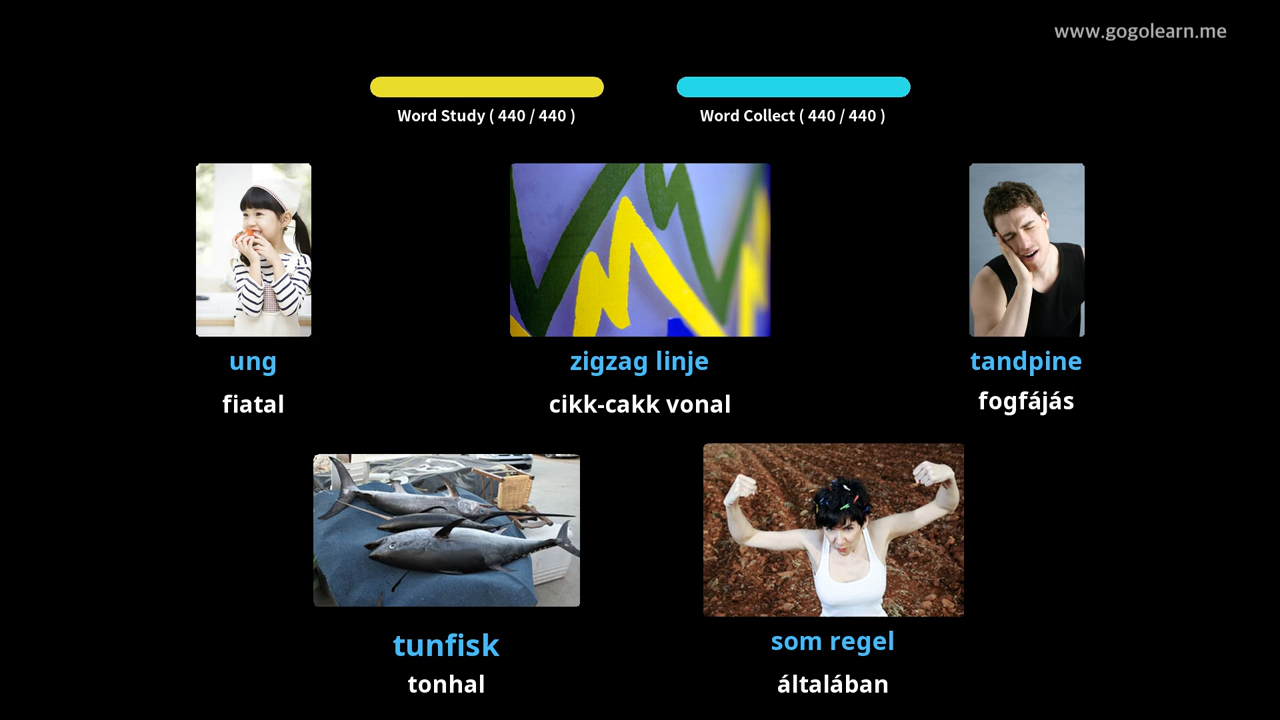 www.gogolearn.me
Word Study ( 440 / 440 )
Word Collect ( 440 / 440 )
ung
fiatal
zigzag linje
cikk-cakk vonal
tandpine
fogfájás
tunfisk
tonhal
som regel
általában